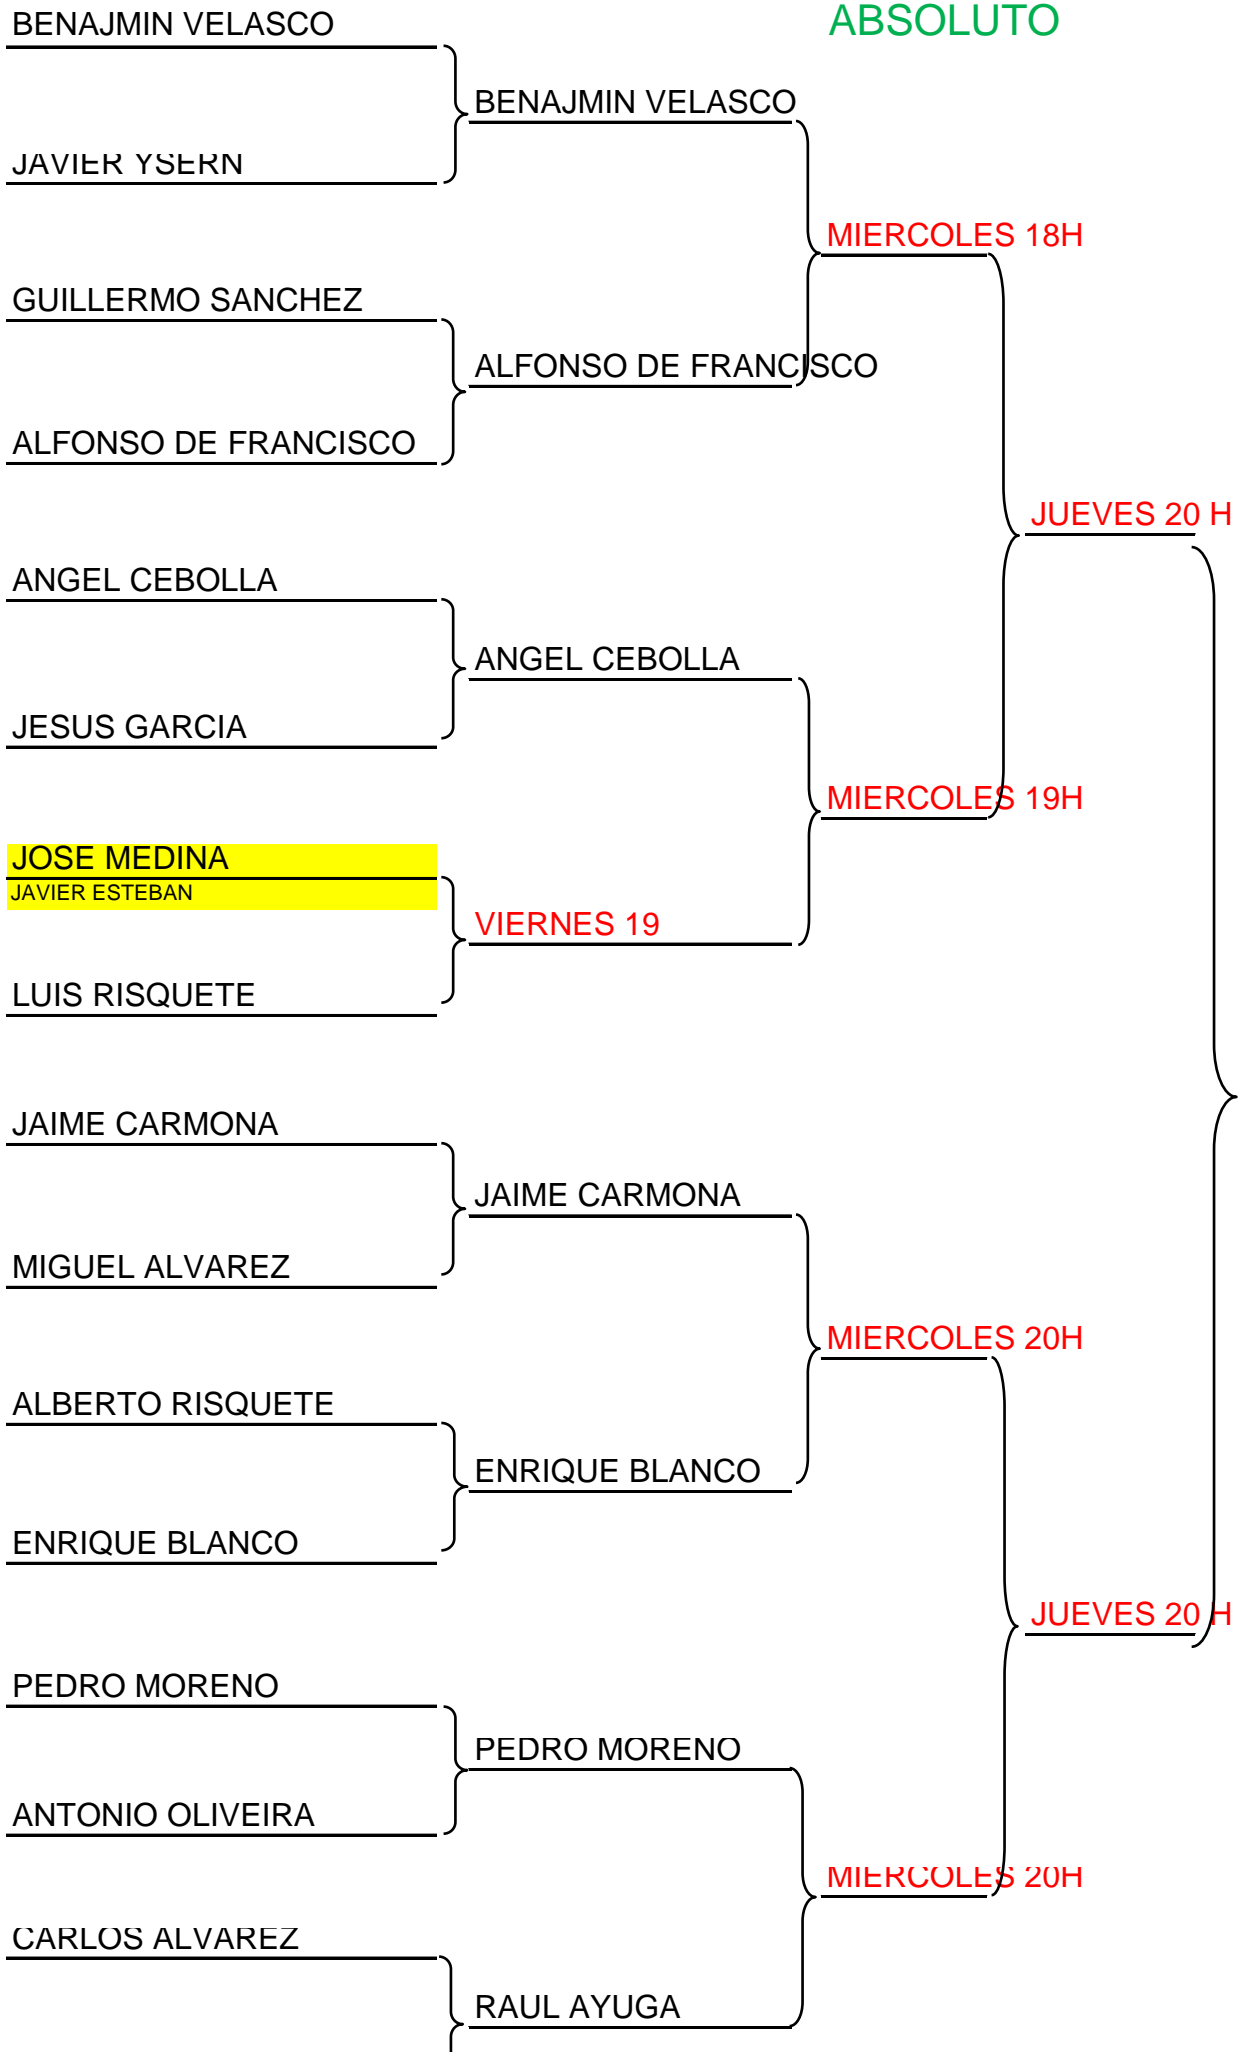 BENAJMIN VELASCO
ABSOLUTO
BENAJMIN VELASCO
JAVIER YSERN
MIERCOLES 18H
GUILLERMO SANCHEZ
ALFONSO DE FRANCISCO
ALFONSO DE FRANCISCO
JUEVES 20 H
ANGEL CEBOLLA
ANGEL CEBOLLA
JESUS GARCIA
MIERCOLES 19H
JOSE MEDINA
JAVIER ESTEBAN
VIERNES 19
LUIS RISQUETE
JAIME CARMONA
JAIME CARMONA
MIGUEL ALVAREZ
MIERCOLES 20H
ALBERTO RISQUETE
ENRIQUE BLANCO
ENRIQUE BLANCO
JUEVES 20 H
PEDRO MORENO
PEDRO MORENO
ANTONIO OLIVEIRA
MIERCOLES 20H
CARLOS ALVAREZ
RAUL AYUGA